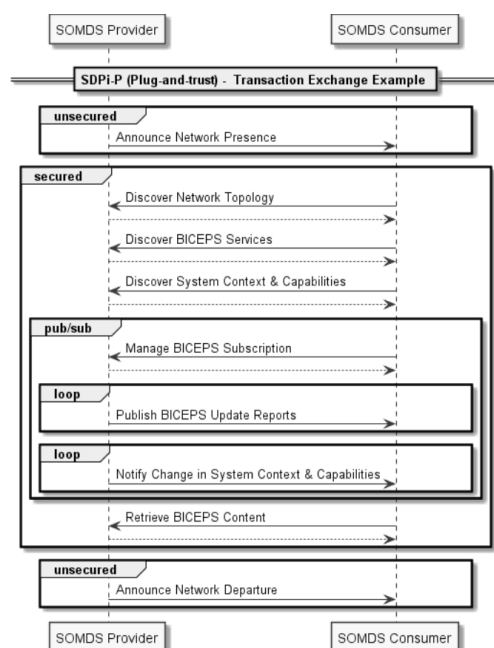 SOMDS Provider
SOMDS Consumer
SDPi-P (Plug-and-trust) - Transaction Exchange Example
unsecured
Announce Network Presence
secured
Discover Network Topology
Discover BICEPS Services
Discover System Context & Capabilities
pub/sub
Manage BICEPS Subscription
loop
Publish BICEPS Update Reports
loop
Notify Change in System Context & Capabilities
Retrieve BICEPS Content
unsecured
Announce Network Departure
SOMDS Provider
SOMDS Consumer